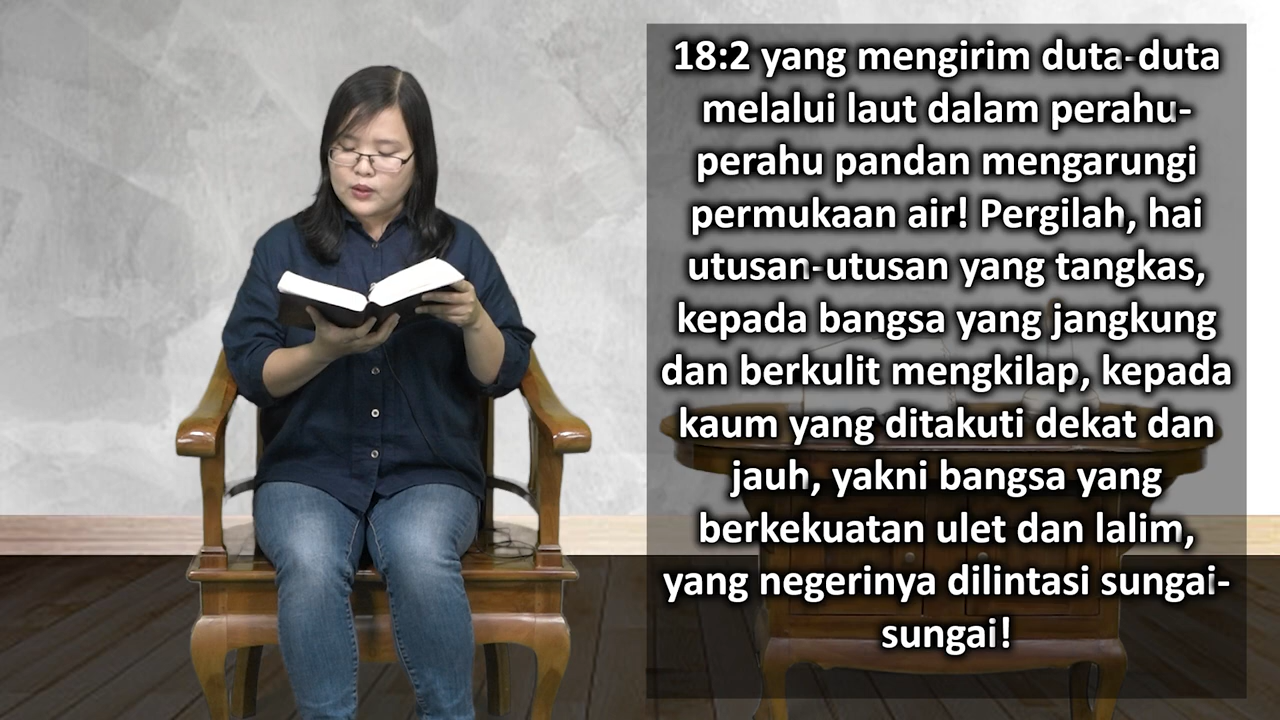 18:2 yang mengirim duta-duta
melalui laut dalam perahu-
perahu pandan mengarungi
permukaan air! Pergilah, hai
utusan-utusan yang tangkas,
kepada bangsa yang jangkung
dan berkulit mengkilap, kepada
kaum yang ditakuti dekat dan
jauh, yakni bangsa yang
berkekuatan ulet dan lalim,
yang negerinya dilintasi sungai-
sungai!